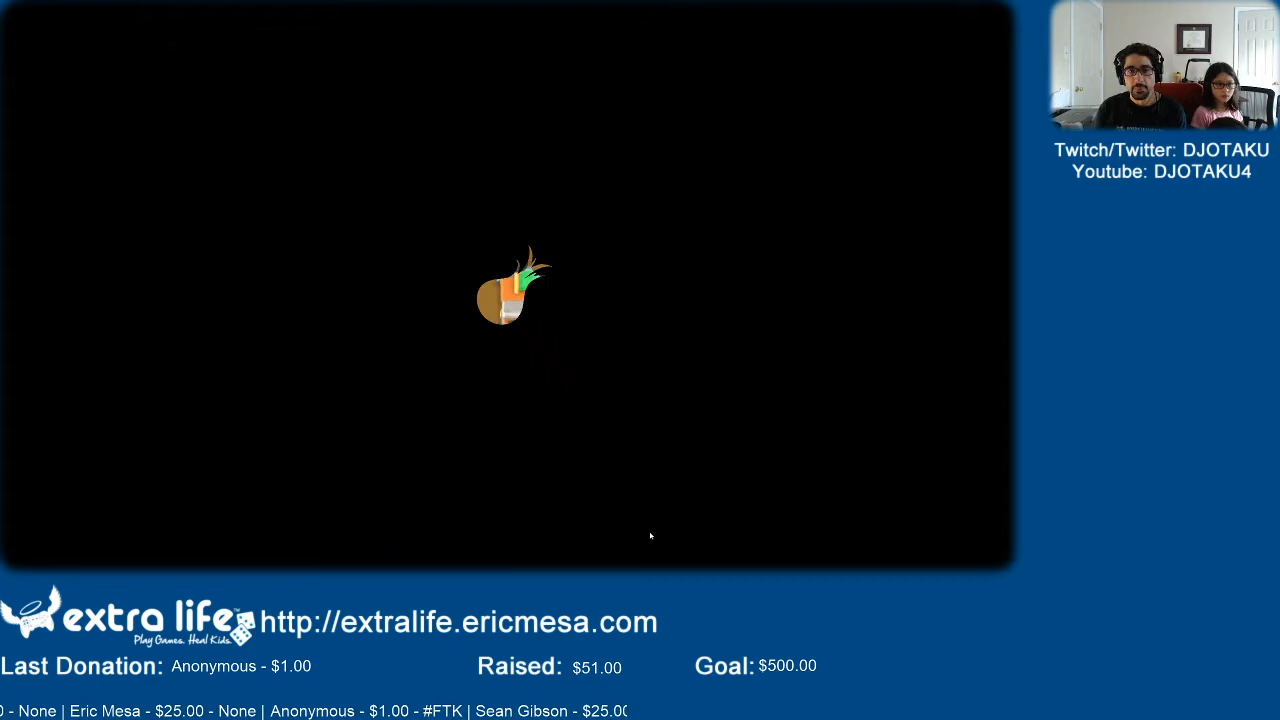 Twitch/Twitter: DJOTAKU
Youtube: DJOTAKU4
extra life
Play Games. Heal Kids.
http://extralife.ericmesa.com
Last Donation: Anonymous - $1.00
Raised: $51.00
Goal: $500.00
0 - None | Eric Mesa - $25.00 - None | Anonymous - $1.00 - #FTK | Sean Gibson - $25.00